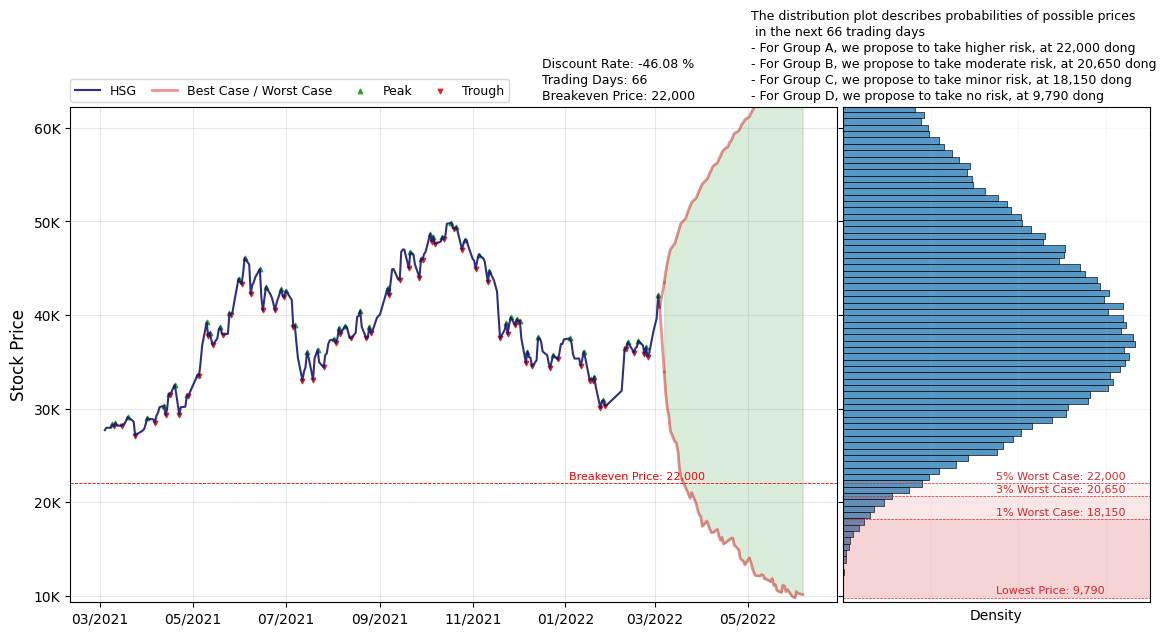 The distribution plot describes probabilities of possible prices
in the next 66 trading days
- For Group A, we propose to take higher risk, at 22,000 dong
- For Group B, we propose to take moderate risk, at 20,650 dong
- For Group C, we propose to take minor risk, at 18,150 dong
- For Group D, we propose to take no risk, at 9,790 dong
Discount Rate: -46.08 %
Trading Days: 66
Breakeven Price: 22,000
HSG
Best Case / Worst Case
Peak
Trough
Stock Price
60K
50K
40K
30K
20K
10K
Breakeven Price: 22,000
03/2021
05/2021
07/2021
09/2021
11/2021
01/2022
03/2022
05/2022
5% Worst Case: 22,000
3% Worst Case: 20,650
1% Worst Case: 18,150
Lowest Price: 9,790
Density